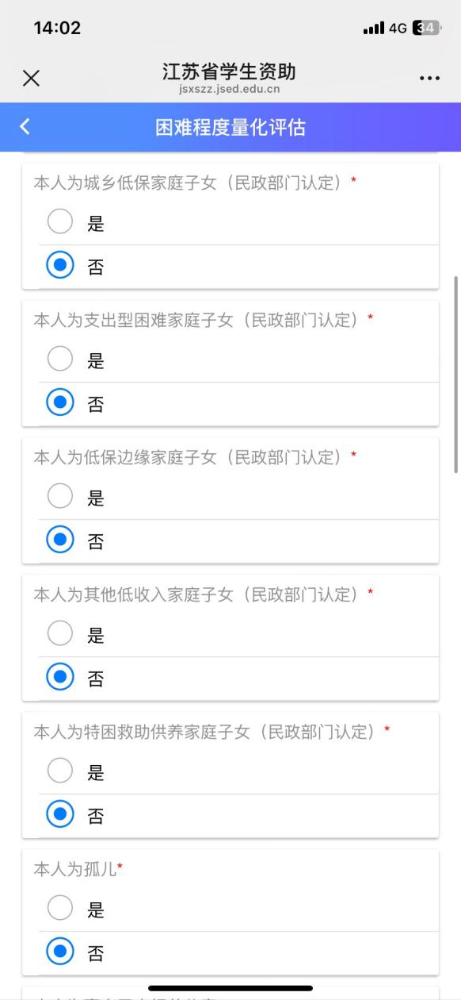 14:02
4G 34
江苏省学生资助
jsxszz.jsed.edu.cn
困难程度量化评估
本人为城乡低保家庭子女（民政部门认定）*
是
否
本人为支出型困难家庭子女（民政部门认定）*
是
否
本人为低保边缘家庭子女（民政部门认定）*
是
否
本人为其他低收入家庭子女（民政部门认定）*
是
否
本人为特困救助供养家庭子女（民政部门认定）*
是
否
本人为孤儿*
是
否